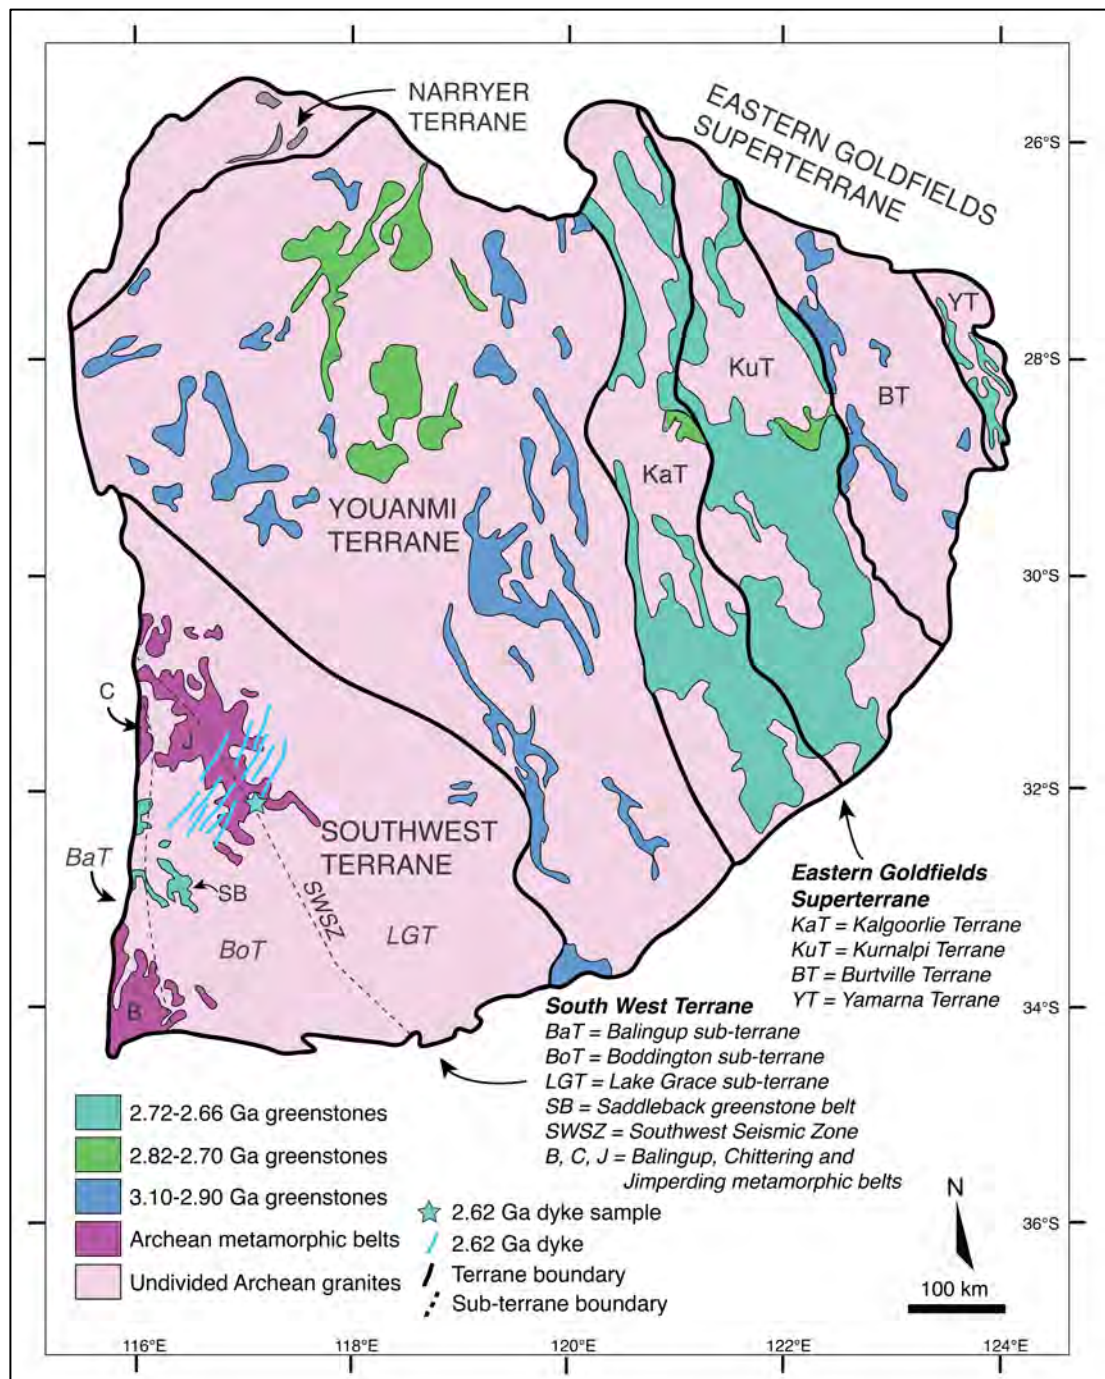 NARRYER
TERRANE
EASTERN GOLDFIELDS
SUPERTERRANE
26°S
YT
28°S
KuT
BT
KaT
YOUANMI
TERRANE
30°S
C
J
32°S
SOUTHWEST
TERRANE
BaT
SB
SWSZ
BoT
LGT
B
34°S
Eastern Goldfields
Superterrane
KaT = Kalgoorlie Terrane
KuT = Kurnalpi Terrane
BT = Burtville Terrane
YT = Yamarna Terrane
South West Terrane
BaT = Balingup sub-terrane
BoT = Boddington sub-terrane
LGT = Lake Grace sub-terrane
SB = Saddleback greenstone belt
SWSZ = Southwest Seismic Zone
B, C, J = Balingup, Chittering and
Jimperding metamorphic belts
2.72-2.66 Ga greenstones
2.82-2.70 Ga greenstones
3.10-2.90 Ga greenstones
Archean metamorphic belts
Undivided Archean granites
2.62 Ga dyke sample
2.62 Ga dyke
Terrane boundary
Sub-terrane boundary
N
100 km
36°S
116°E
118°E
120°E
122°E
124°E